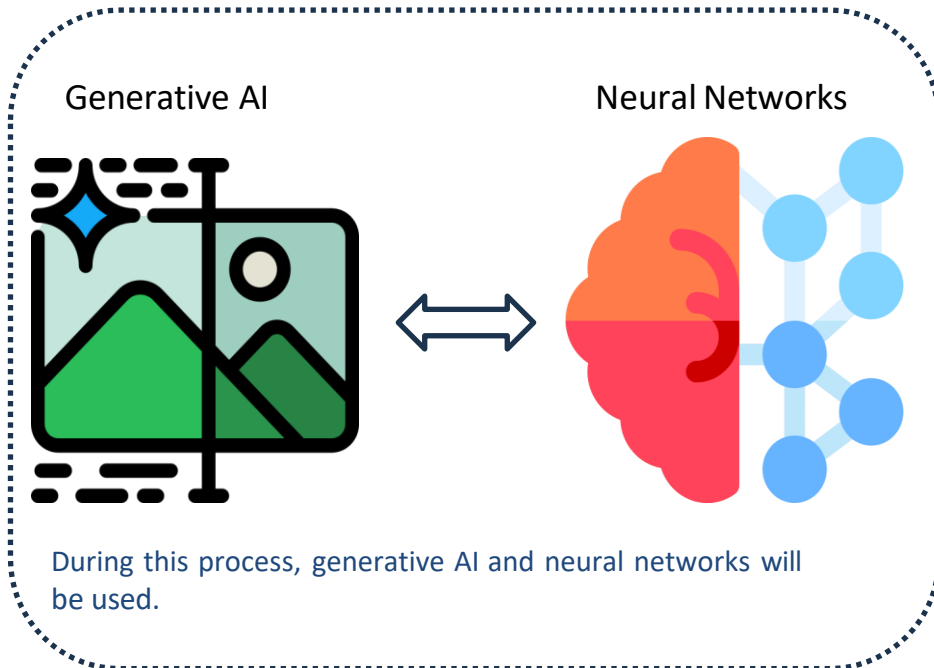 Generative AI
Neural Networks
During this process, generative AI and neural networks will
be used.